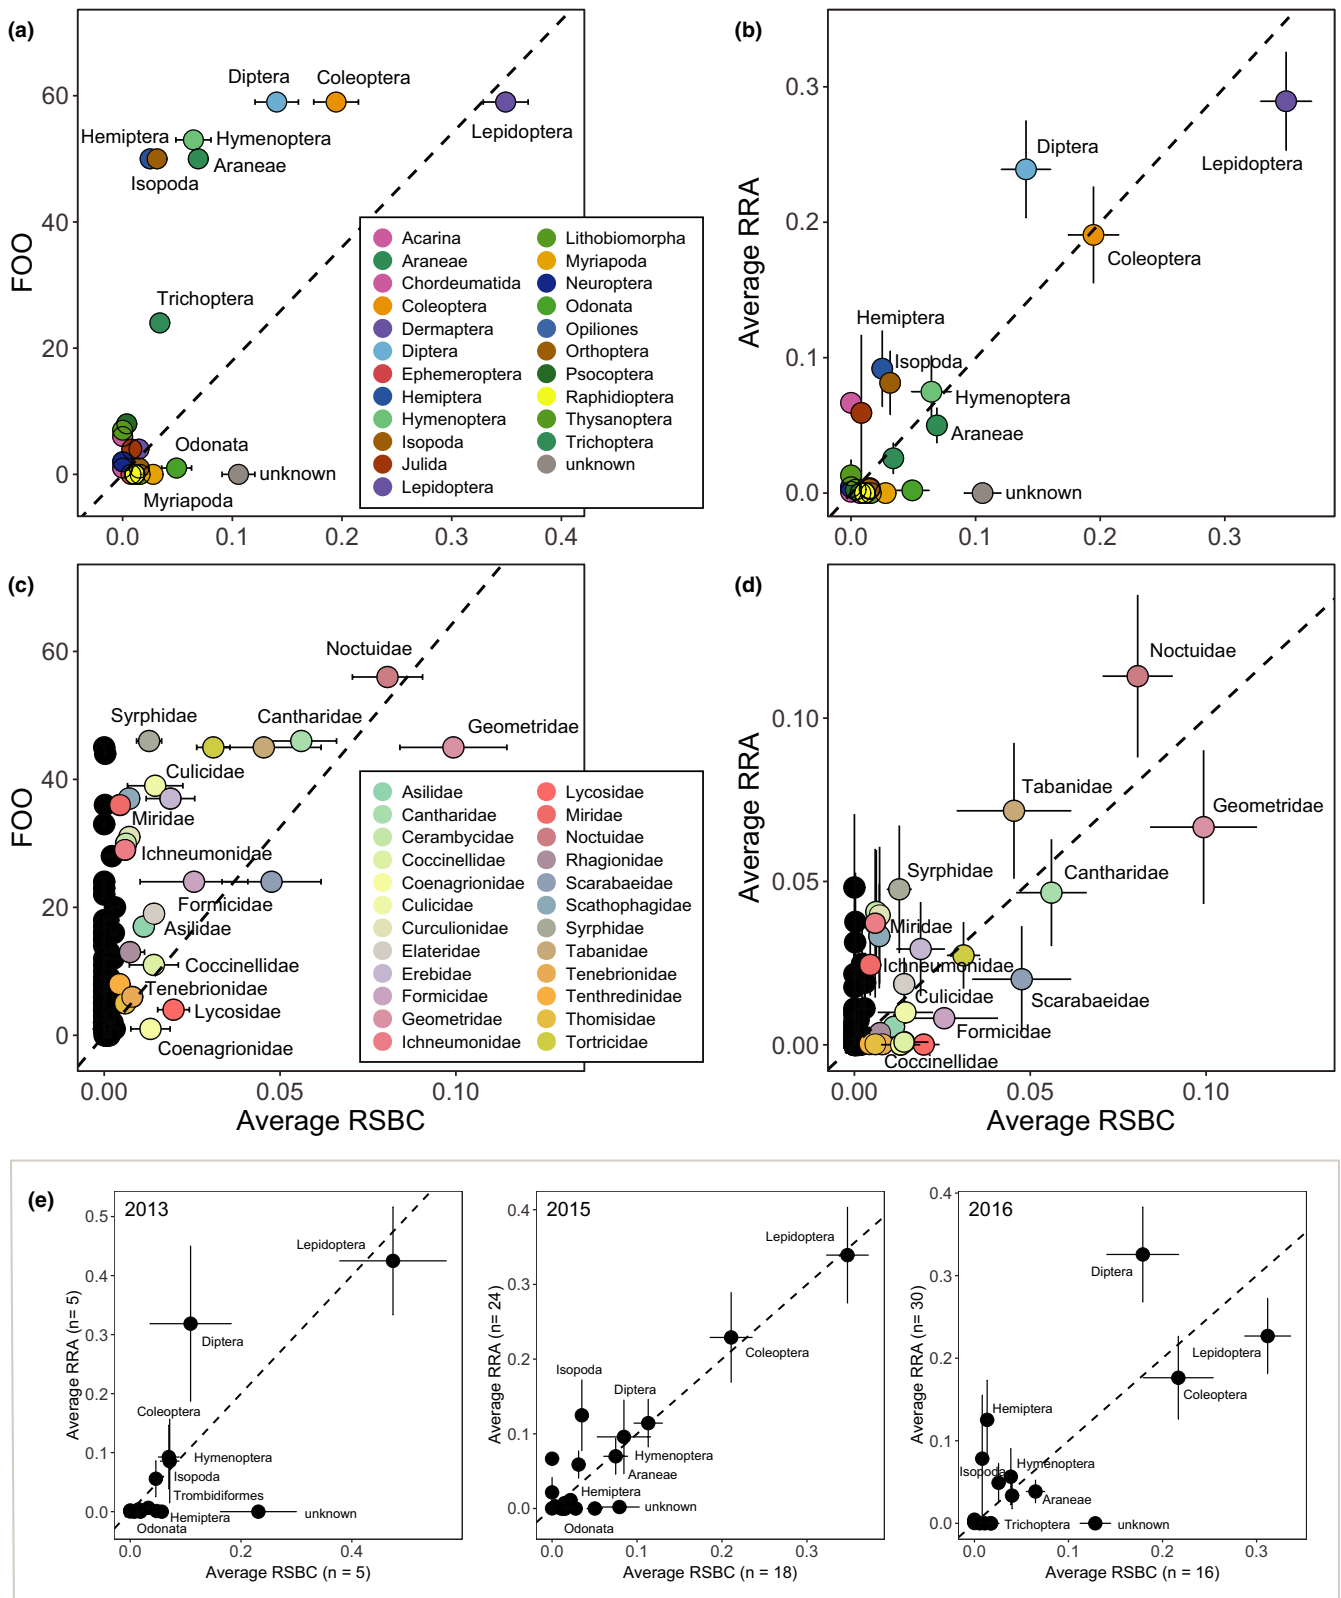 (a)
FOO
60
40
20
0
Diptera
Coleoptera
Hemiptera
Hymenoptera
Lepidoptera
Isopoda
Araneae
Trichoptera
Odonata
unknown
Myriapoda
0.0 0.1 0.2 0.3 0.4
Acarina
Araneae
Chordeumatida
Coleoptera
Dermaptera
Diptera
Ephemeroptera
Hemiptera
Hymenoptera
Isopoda
Julida
Lepidoptera
Lithobiomorpha
Myriapoda
Neuroptera
Odonata
Opiliones
Orthoptera
Psocoptera
Raphidioptera
Thysanoptera
Trichoptera
unknown
(b)
Average RRA
0.3
0.2
0.1
0.0
Diptera
Lepidoptera
Coleoptera
Hemiptera
Isopoda
Hymenoptera
Araneae
unknown
0.0 0.1 0.2 0.3
(c)
FOO
60
40
20
0
Noctuidae
Syrphidae
Cantharidae
Geometridae
Culicidae
Miridae
Ichneumonidae
Formicidae
Asilidae
Coccinellidae
Tenebrionidae
Lycosidae
Coenagrionidae
0.00 0.05 0.10
Average RSBC
Asilidae
Cantharidae
Cerambycidae
Coccinellidae
Coenagrionidae
Culicidae
Curculionidae
Elateridae
Erebidae
Formicidae
Geometridae
Ichneumonidae
Lycosidae
Miridae
Noctuidae
Rhagionidae
Scarabaeidae
Scathophagidae
Syrphidae
Tabanidae
Tenebrionidae
Tenthredinidae
Thomisidae
Tortricidae
(d)
Average RRA
0.10
0.05
0.00
Noctuidae
Tabanidae
Geometridae
Syrphidae
Cantharidae
Miridae
Ichneumonidae
Culicidae
Scarabaeidae
Formicidae
Coccinellidae
0.00 0.05 0.10
Average RSBC
(e)
2013
Average RRA (n= 5)
0.5
0.4
0.3
0.2
0.1
0.0
Lepidoptera
Diptera
Coleoptera
Hymenoptera
Isopoda
Trombidiformes
Hemiptera
unknown
Odonata
0.0 0.2 0.4
Average RSBC (n = 5)
2015
Average RRA (n= 24)
0.4
0.3
0.2
0.1
0.0
Lepidoptera
Coleoptera
Isopoda
Diptera
Hymenoptera
Araneae
Hemiptera
unknown
Odonata
0.0 0.1 0.2 0.3
Average RSBC (n = 18)
2016
Average RRA (n= 30)
0.4
0.3
0.2
0.1
0.0
Diptera
Lepidoptera
Coleoptera
Hemiptera
Isopoda
Hymenoptera
Araneae
Trichoptera
unknown
0.0 0.1 0.2 0.3
Average RSBC (n = 16)